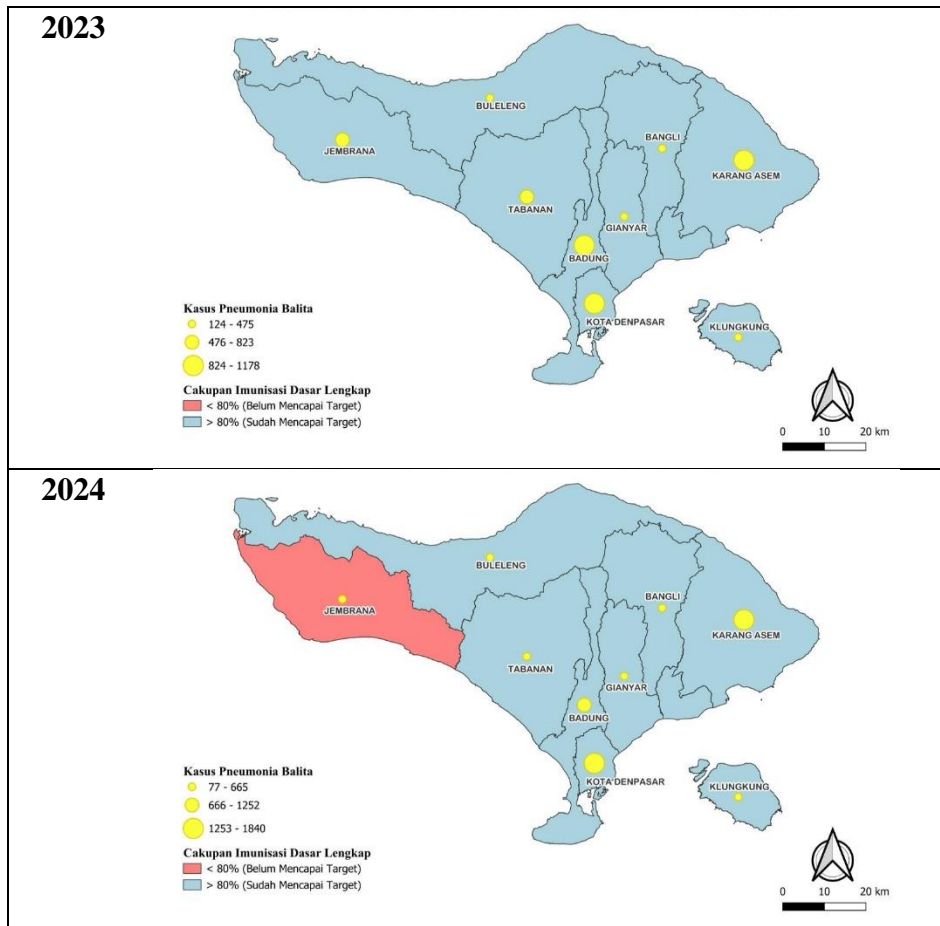 2023
BULELENG
BANGLI
JEMBRANA
KARANG ASEM
TABANAN
GIANYAR
BADUNG
Kasus Pneumonia Balita
124 - 475
476 - 823
824 - 1178
KOTA DENPASAR
KLUNGKUNG
Cakupan Imunisasi Dasar Lengkap
< 80% (Belum Mencapai Target)
> 80% (Sudah Mencapai Target)
0 10 20 km
2024
BULELENG
BANGLI
JEMBRANA
KARANG ASEM
TABANAN
GIANYAR
BADUNG
Kasus Pneumonia Balita
77 - 665
666 - 1252
1253 - 1840
KOTA DENPASAR
KLUNGKUNG
Cakupan Imunisasi Dasar Lengkap
< 80% (Belum Mencapai Target)
> 80% (Sudah Mencapai Target)
0 10 20 km